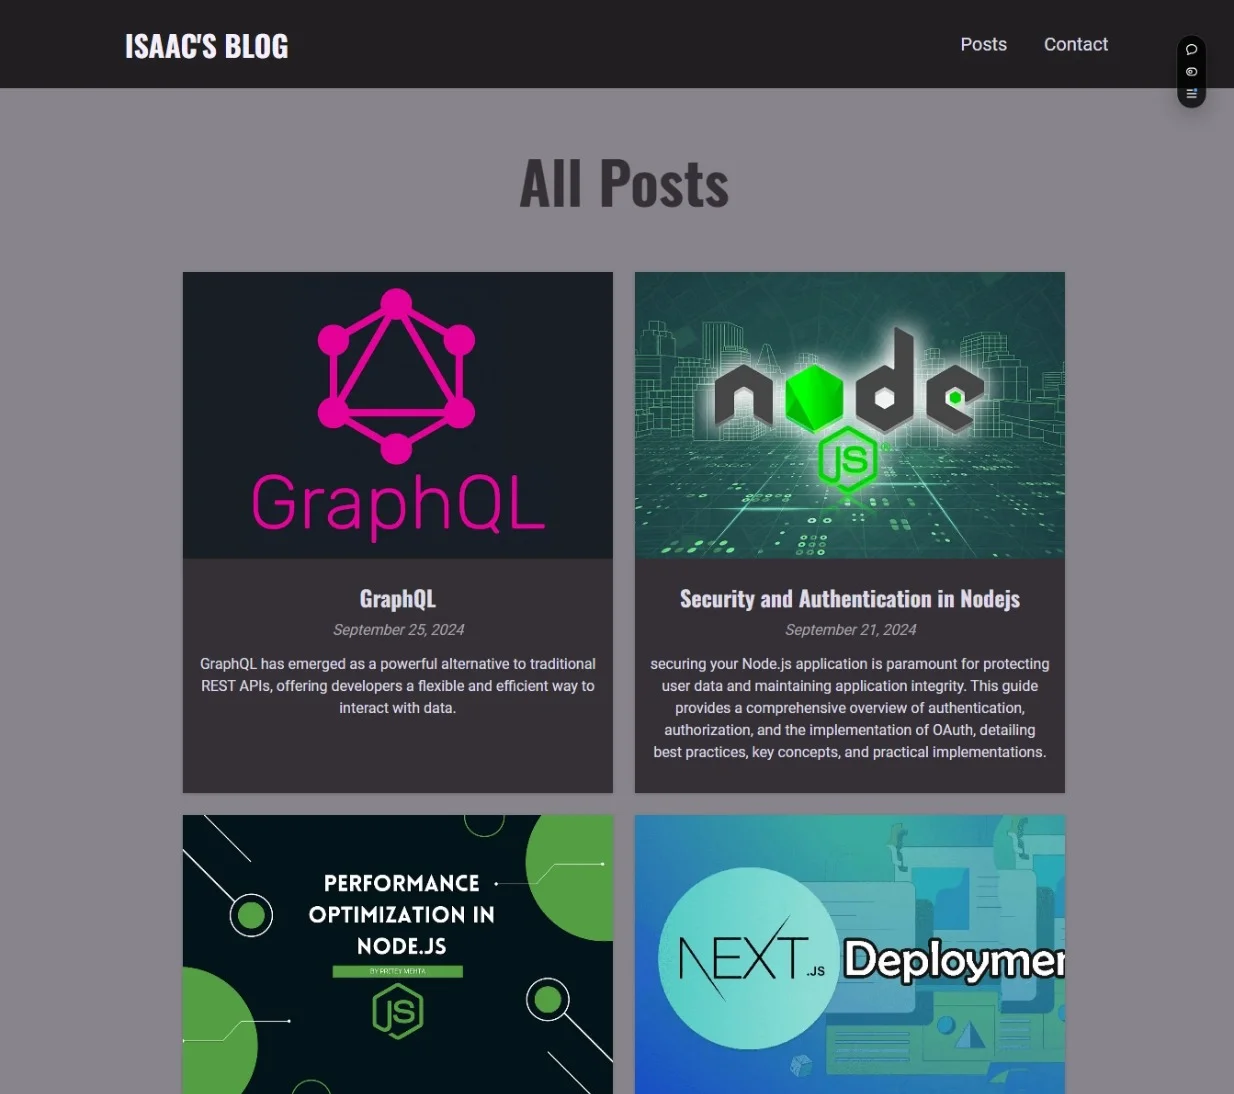 ISAAC'S BLOG
Posts
Contact
All Posts
GraphQL
node
JS
GraphQL
September 25, 2024
GraphQL has emerged as a powerful alternative to traditional
REST APIs, offering developers a flexible and efficient way to
interact with data.
Security and Authentication in Nodejs
September 21, 2024
securing your Node.js application is paramount for protecting
user data and maintaining application integrity. This guide
provides a comprehensive overview of authentication,
authorization, and the implementation of OAuth, detailing
best practices, key concepts, and practical implementations.
PERFORMANCE
OPTIMIZATION IN
NODE.JS
BY PRITEY MEHTA
JS
NEXT.JS
Deploymen